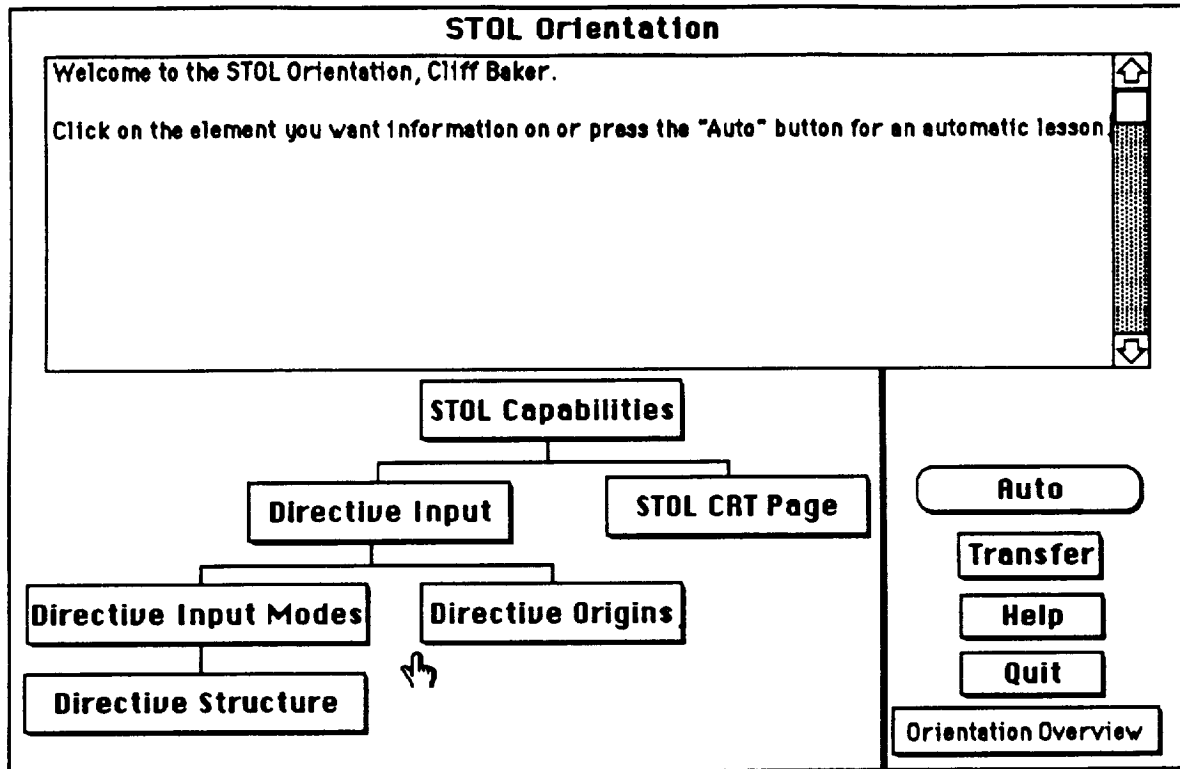 STOL Orientation
Welcome to the STOL Orientation, Cliff Baker.
Click on the element you want information on or press the "Auto" button for an automatic lesson.
STOL Capabilities
Directive Input
STOL CRT Page
Directive Input Modes
Directive Origins
Directive Structure
Auto
Transfer
Help
Quit
Orientation Overview